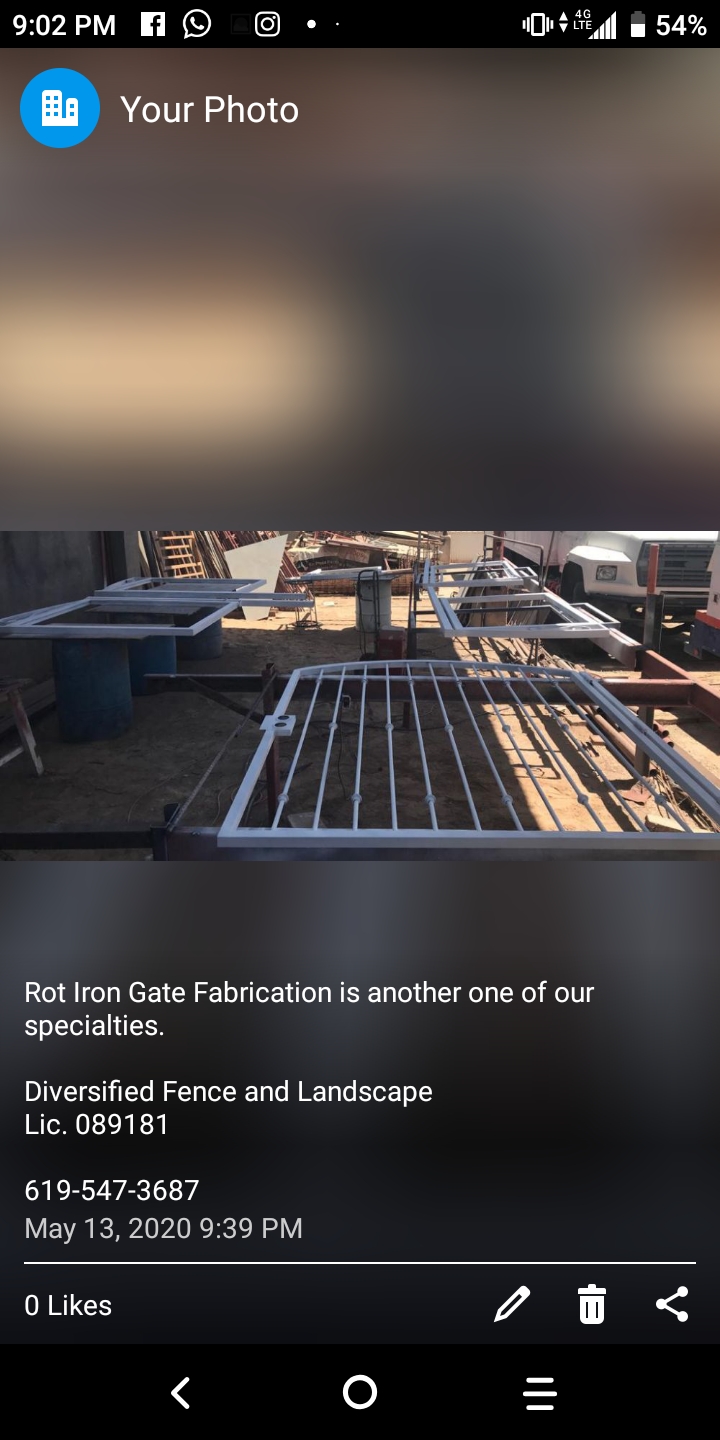 9:02 PM
4G
LTE
54%
Your Photo
Rot Iron Gate Fabrication is another one of our
specialties.
Diversified Fence and Landscape
Lic. 089181
619-547-3687
May 13, 2020 9:39 PM
0 Likes